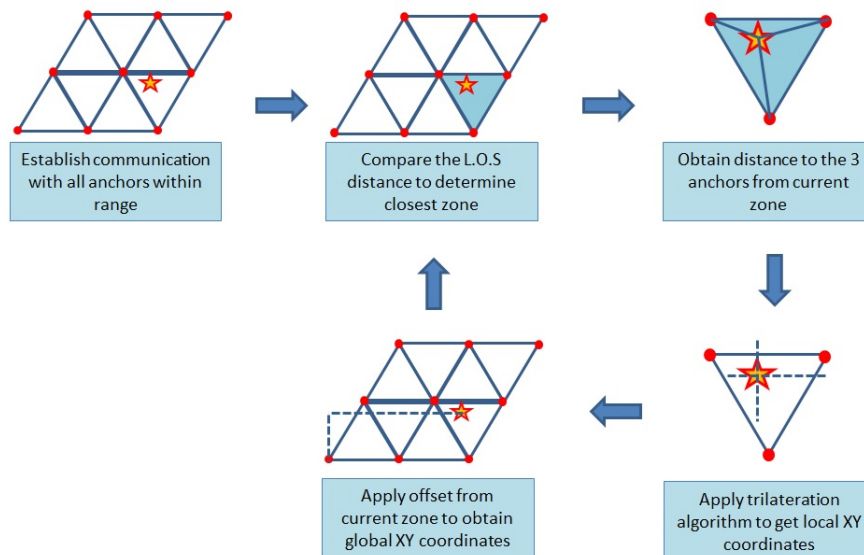 Establish communication
with all anchors within
range
Compare the L.O.S
distance to determine
closest zone
Obtain distance to the 3
anchors from current
zone
Apply trilateration
algorithm to get local XY
coordinates
Apply offset from
current zone to obtain
global XY coordinates